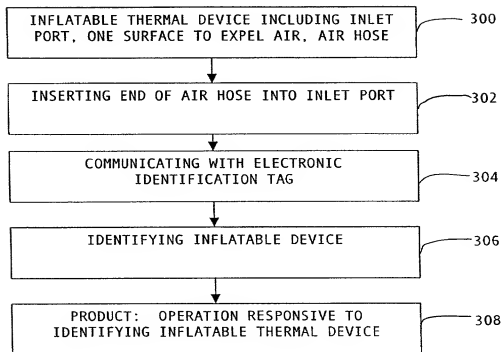 INFLATABLE THERMAL DEVICE INCLUDING INLET
PORT, ONE SURFACE TO EXPEL AIR, AIR HOSE
300
INSERTING END OF AIR HOSE INTO INLET PORT
302
COMMUNICATING WITH ELECTRONIC
IDENTIFICATION TAG
304
IDENTIFYING INFLATABLE DEVICE
306
PRODUCT: OPERATION RESPONSIVE TO
IDENTIFYING INFLATABLE THERMAL DEVICE
308